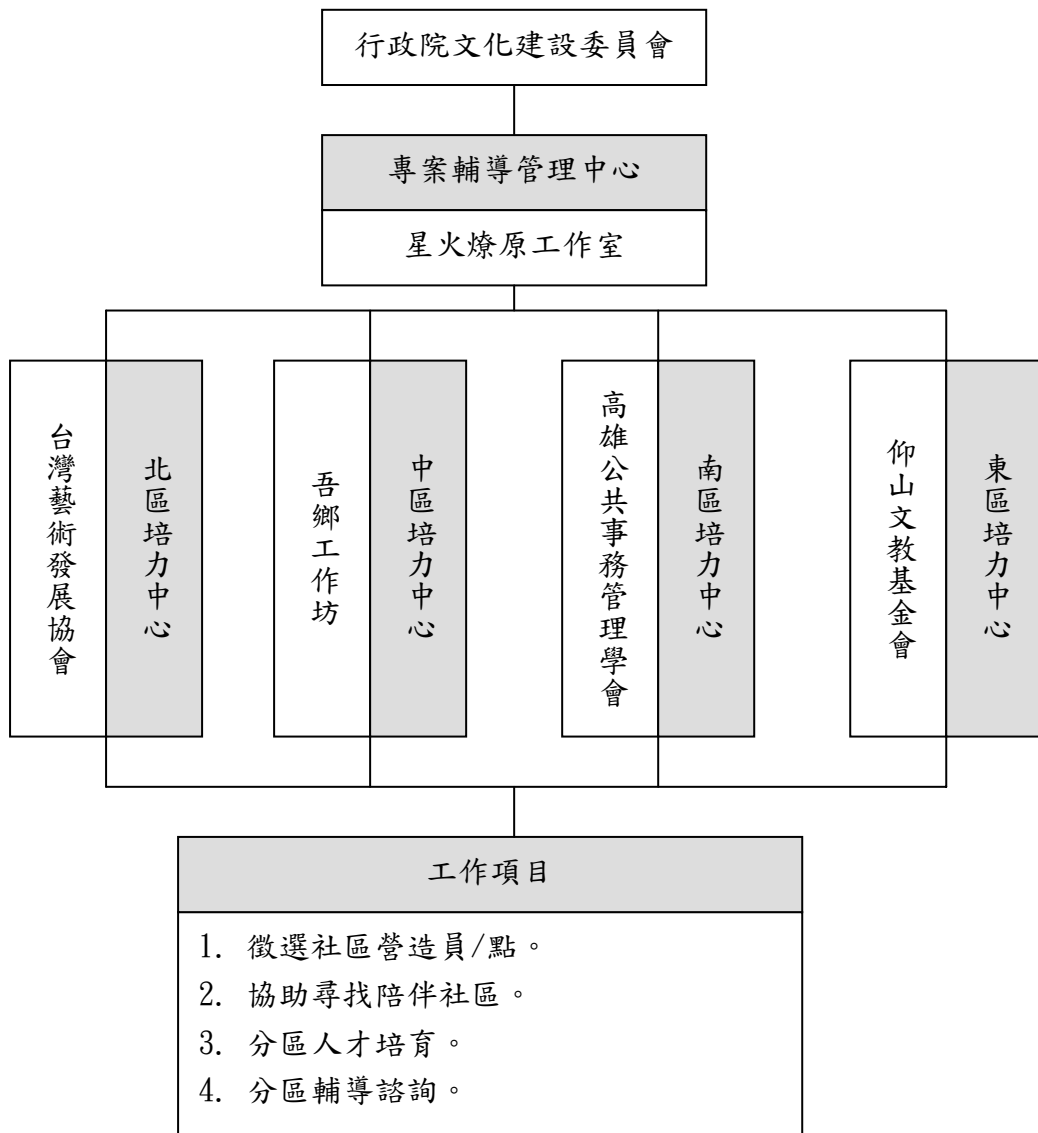 行政院文化建設委員會
專案輔導管理中心
星火燎原工作室
台灣藝術發展協會
北區培力中心
吾鄉工作坊
中區培力中心
高雄公共事務管理學會
南區培力中心
仰山文教基金會
東區培力中心
工作項目
1. 徵選社區營造員/點。
2. 協助尋找陪伴社區。
3. 分區人才培育。
4. 分區輔導諮詢。